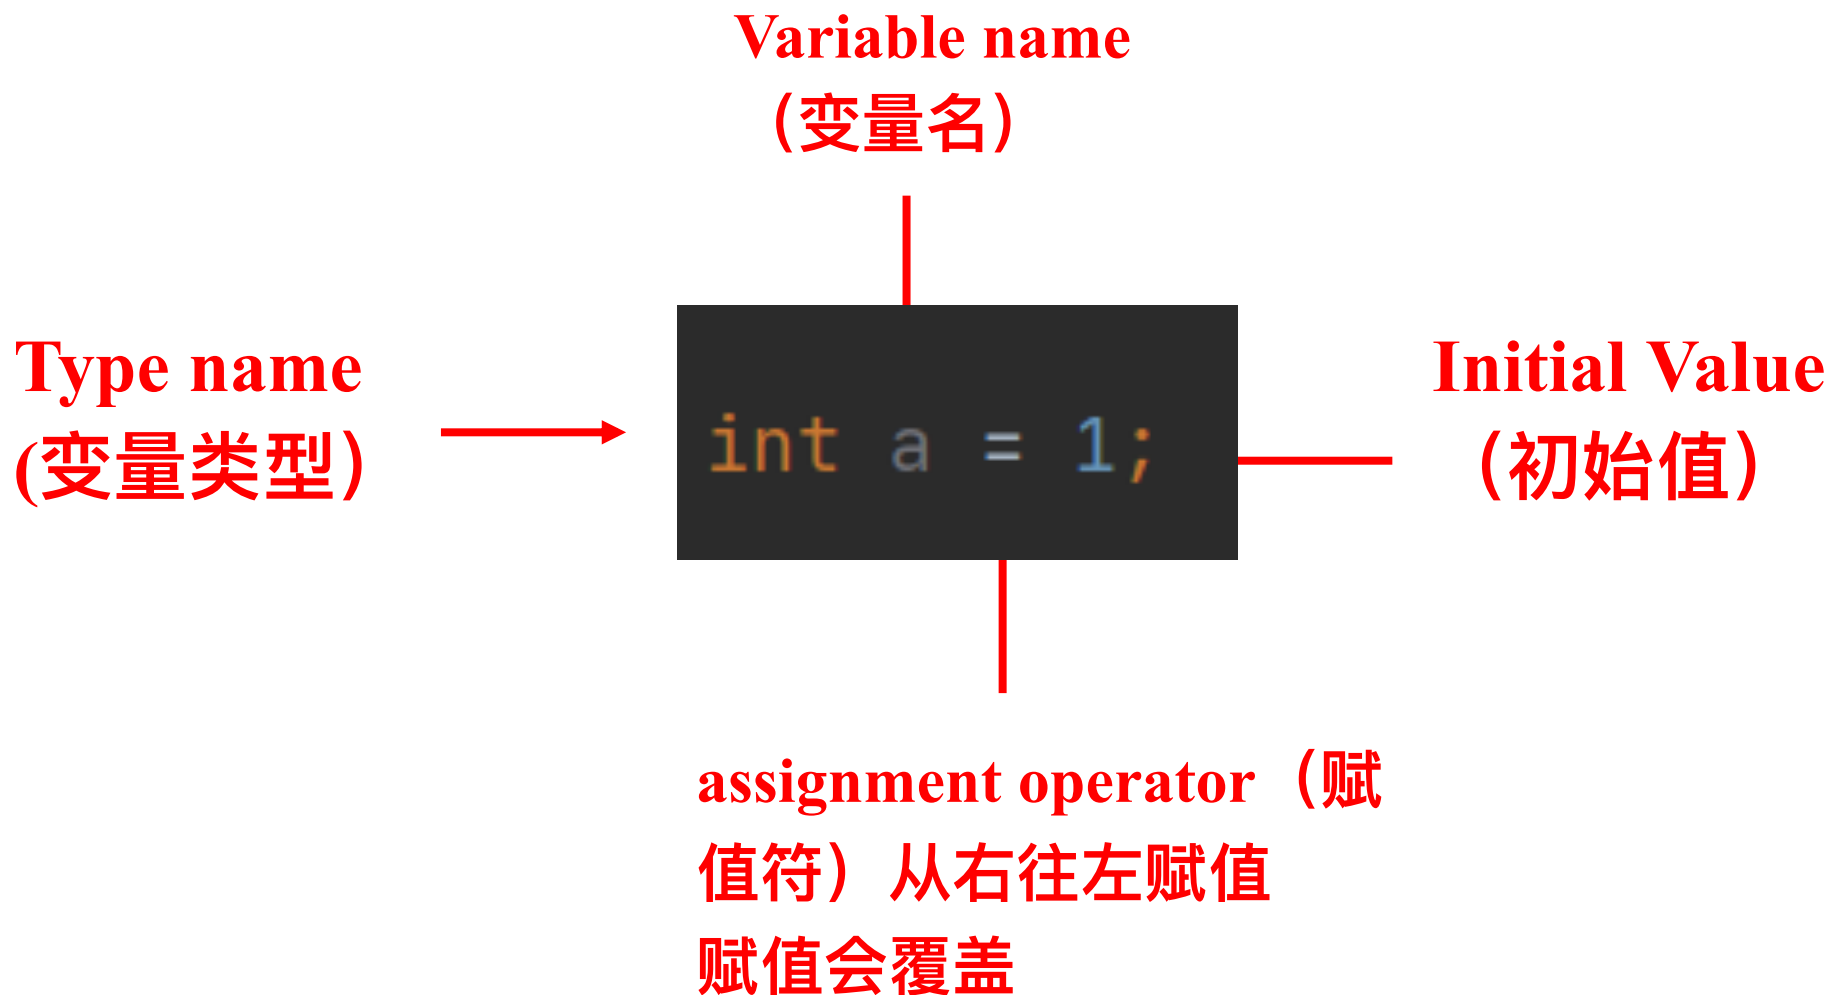 Variable name
（变量名）
Type name
(变量类型）
int a = 1;
Initial Value
（初始值）
assignment operator（赋
值符）从右往左赋值
赋值会覆盖